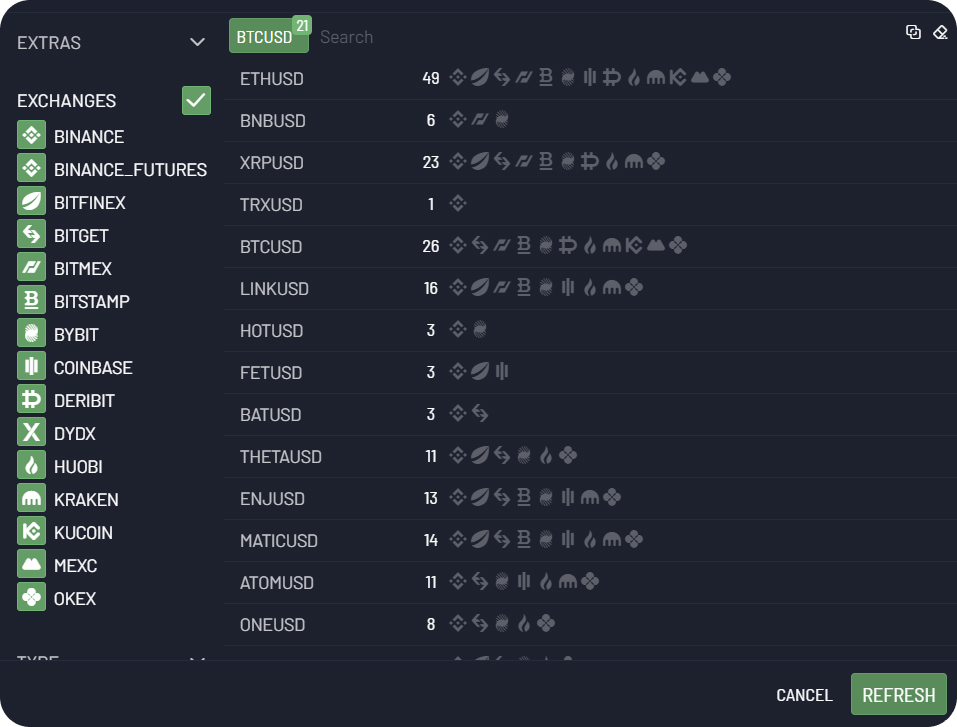 EXTRAS
EXCHANGES
BINANCE
BINANCE_FUTURES
BITFINEX
BITGET
BITMEX
BITSTAMP
BYBIT
COINBASE
DERIBIT
DYDX
HUOBI
KRAKEN
KUCOIN
MEXC
OKEX
TYPE
BTCUSD 21 Search
ETHUSD 49
BNBUSD 6
XRPUSD 23
TRXUSD 1
BTCUSD 26
LINKUSD 16
HOTUSD 3
FETUSD 3
BATUSD 3
THETAUSD 11
ENJUSD 13
MATICUSD 14
ATOMUSD 11
ONEUSD 8
CANCEL REFRESH